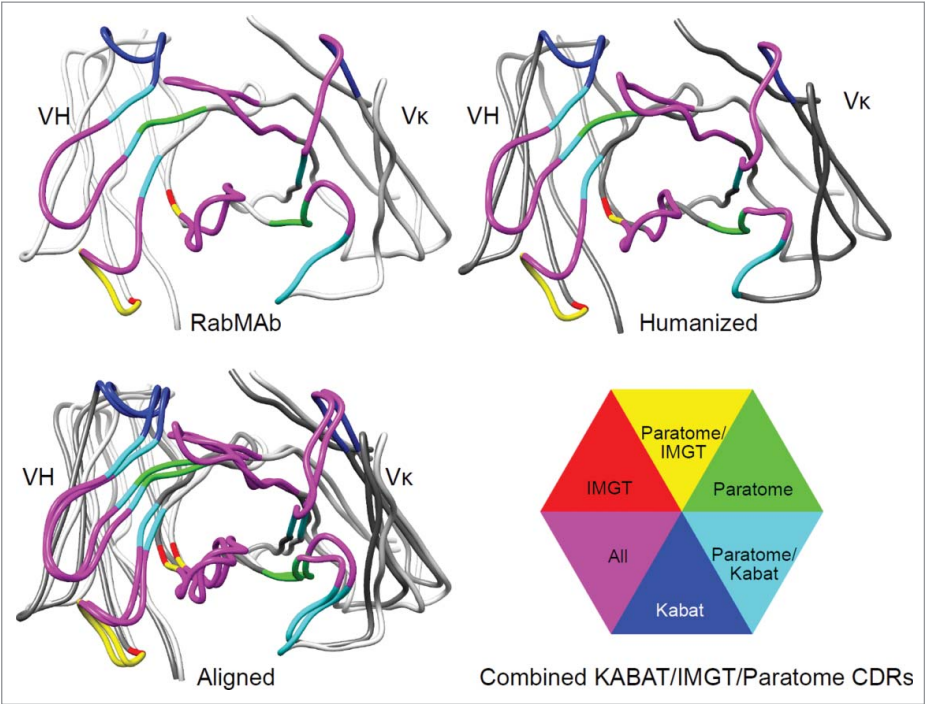 VH
Vκ
RabMAb
VH
Vκ
Humanized
VH
Vκ
Aligned
Paratome/
IMGT
IMGT
Paratome
All
Paratome/
Kabat
Kabat
Combined KABAT/IMGT/Paratome CDRs